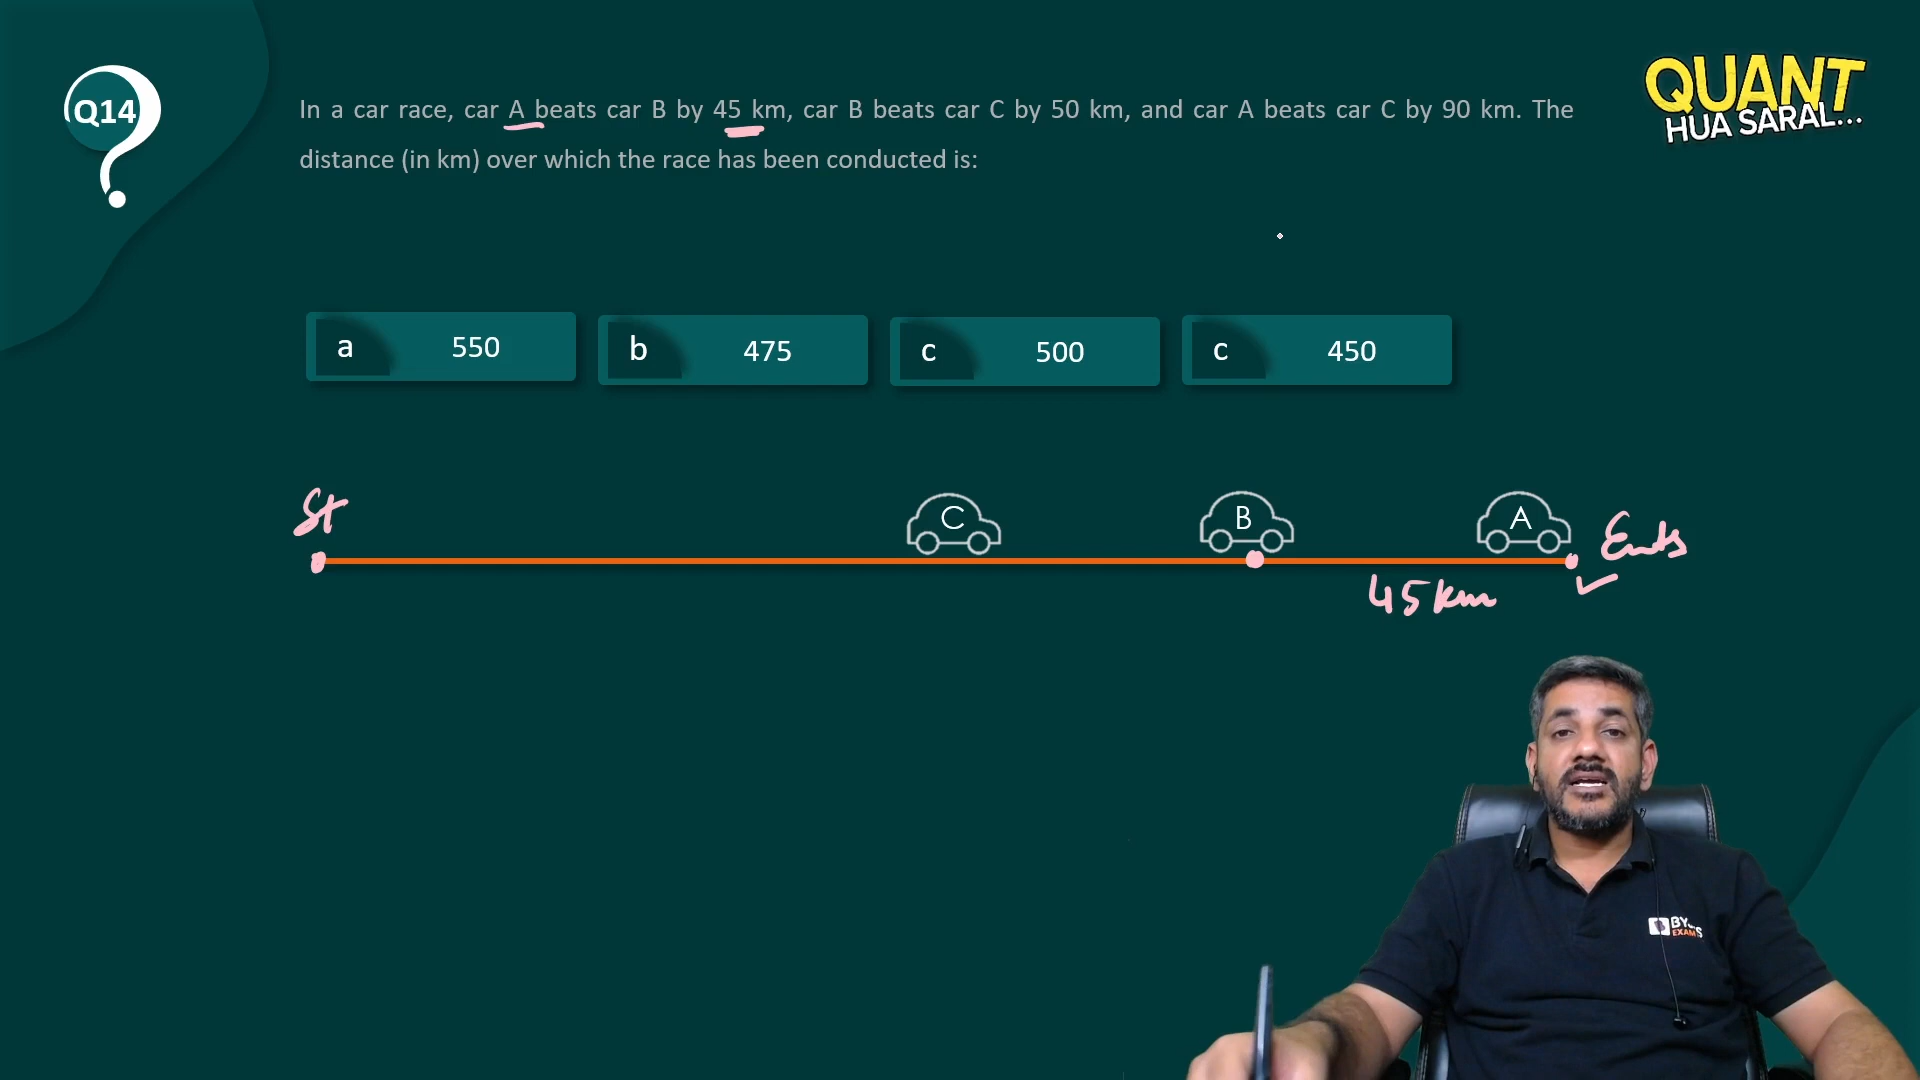 Q14
In a car race, car A beats car B by 45 km, car B beats car C by 50 km, and car A beats car C by 90 km. The
distance (in km) over which the race has been conducted is:
QUANT
HUA SARAL...
a 550
b 475
c 500
c 450
St
C
B
A
Ends
45 km